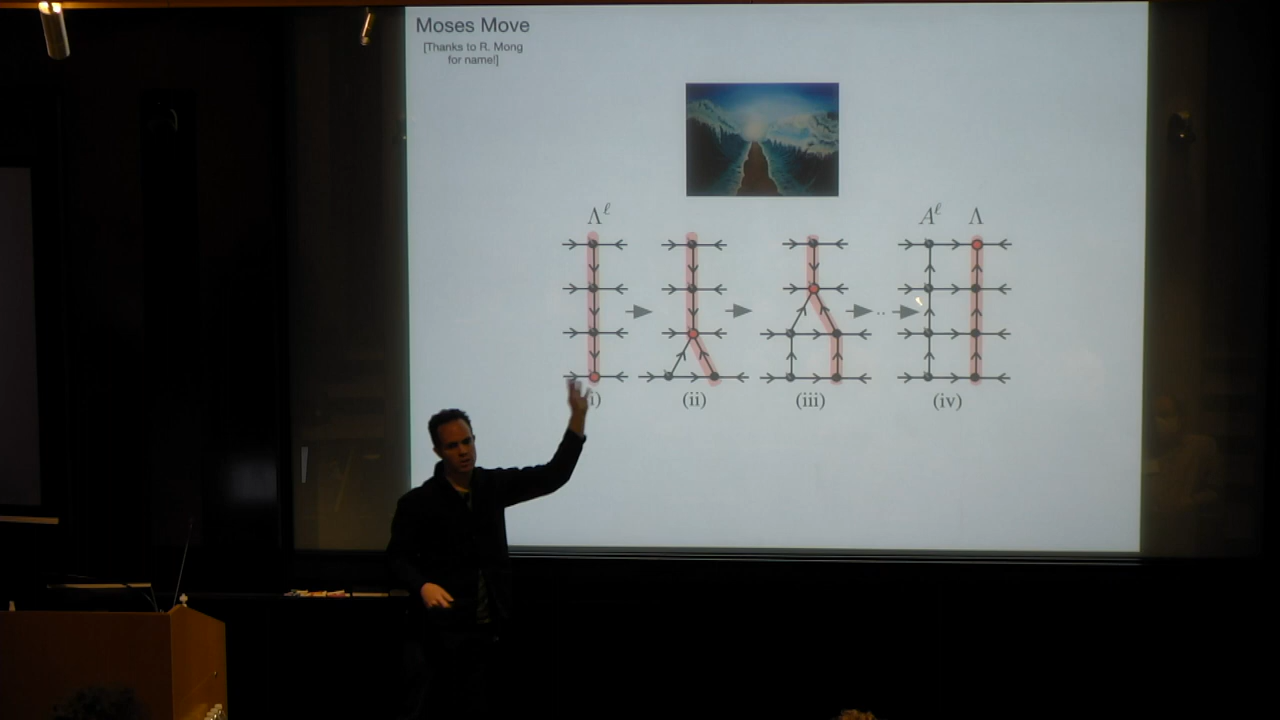 Moses Move
[Thanks to R. Mong
for name!]
Λ^ℓ
A^ℓ Λ
i) (ii) (iii) (iv)